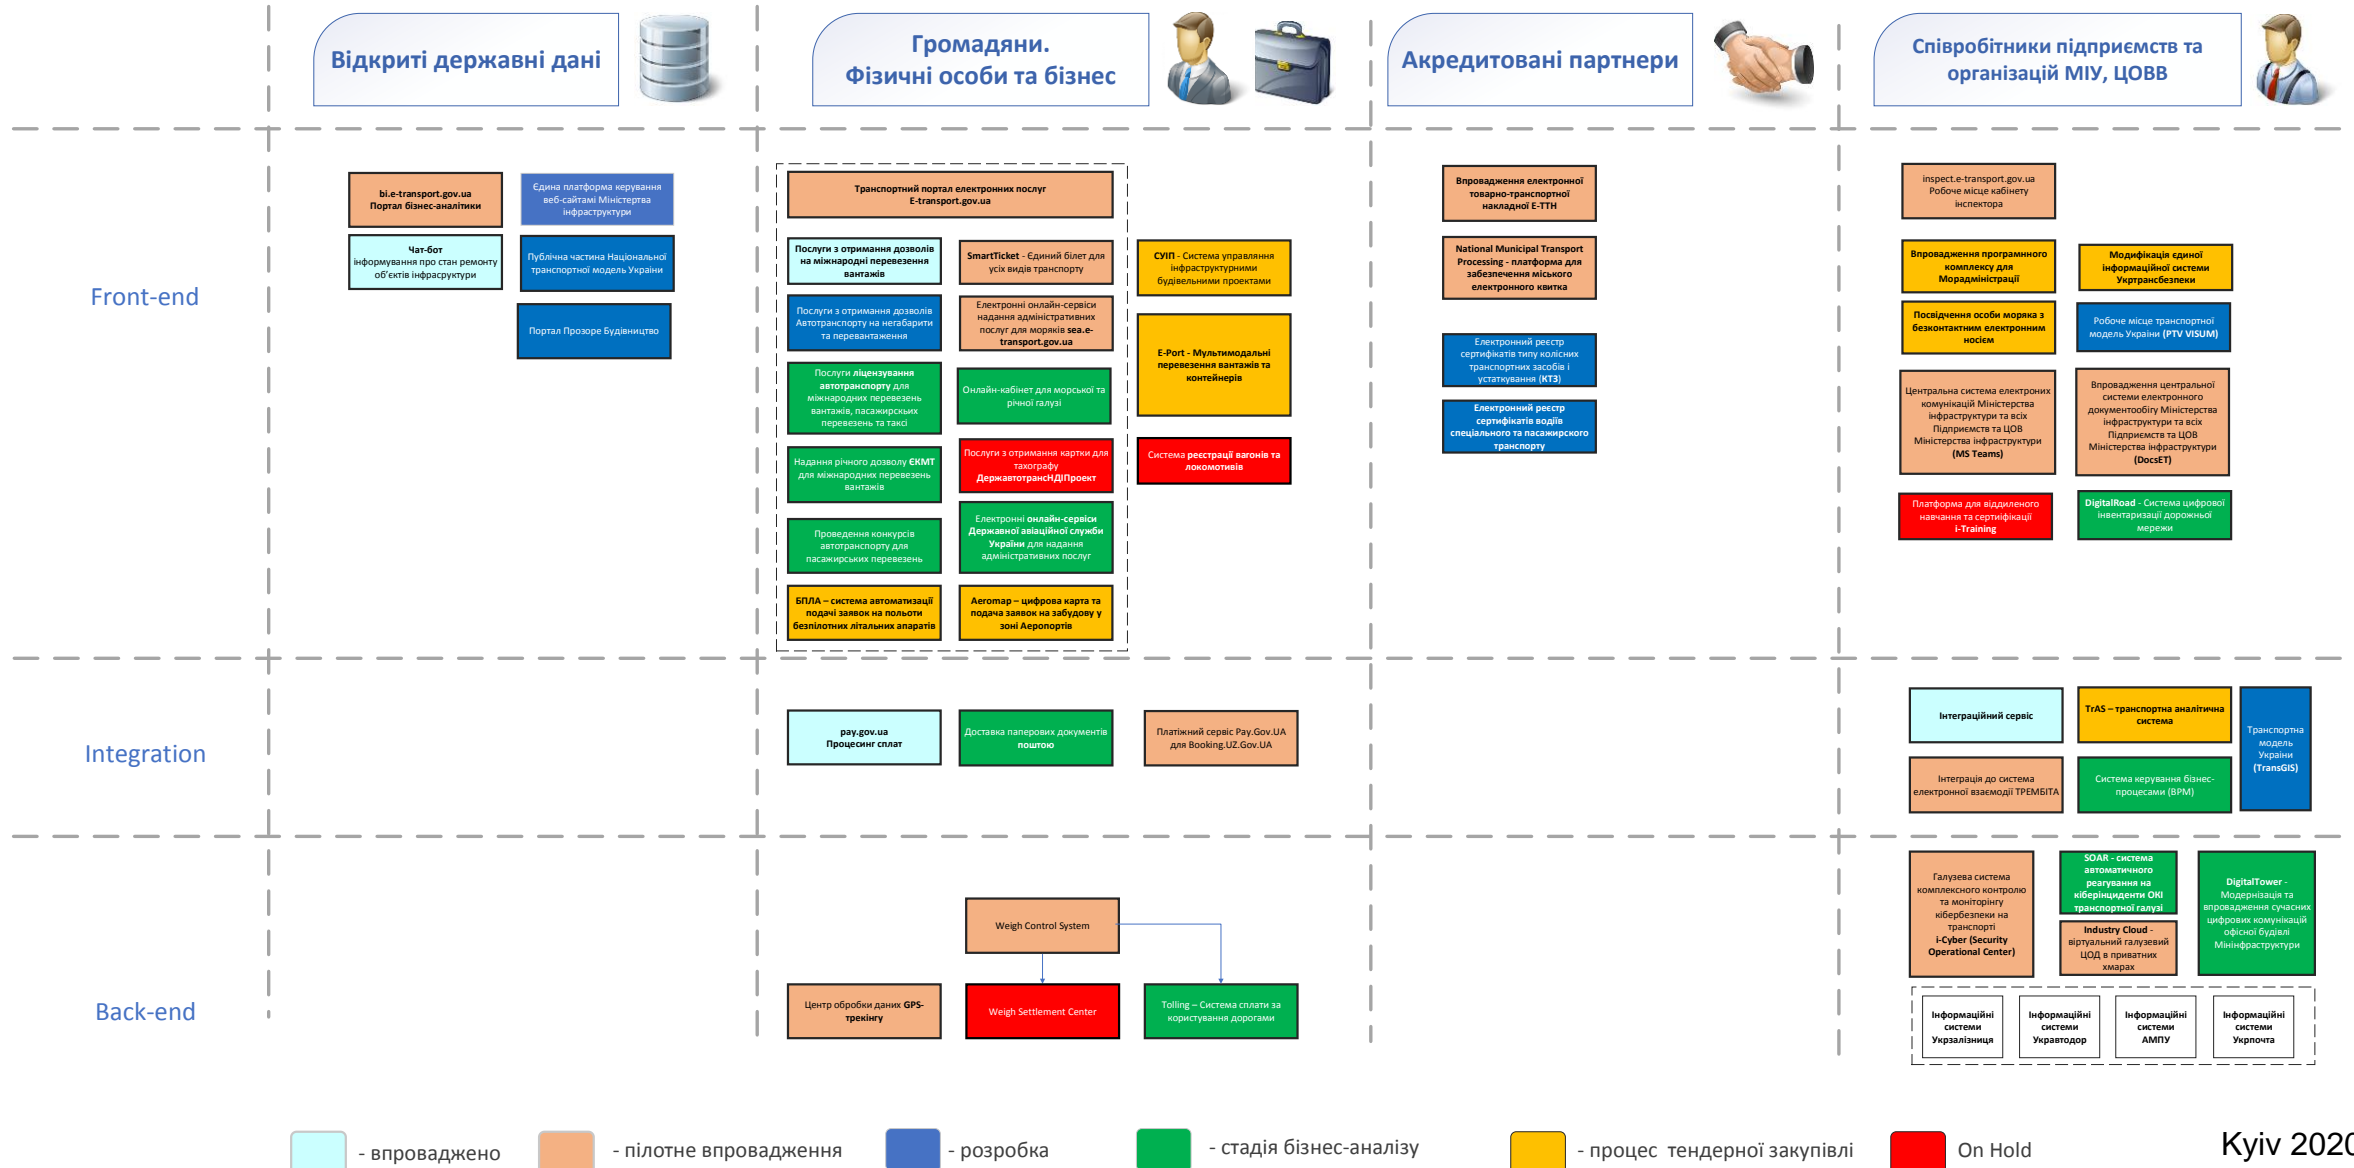 Відкриті державні дані
Громадяни.
Фізичні особи та бізнес
Акредитовані партнери
Співробітники підприємств та
організацій МІУ, ЦОВВ
Front-end
bi.e-transport.gov.ua
Портал бізнес-аналітики
Єдина платформа керування
веб-сайтамі Міністертва
інфраструктури
Чат-бот
інформування про стан ремонту
об'єктів інфрасруктури
Публічна частина Національної
транспортної модель України
Портал Прозоре Будівництво
Транспортний портал електронних послуг
E-transport.gov.ua
Послуги з отримання дозволів
на міжнародні перевезення
вантажів
SmartTicket - Єдиний білет для
усіх видів транспорту
СУІП - Система управляння
інфраструктурними
будівельними проектами
Послуги з отримання дозволів
Автотранспорту на негабарити
та перевантаження
Електронні онлайн-сервіси
надання адміністративних
послуг для моряків sea.e-
transport.gov.ua
E-Port - Мультимодальні
перевезення вантажів та
контейнерів
Послуги ліцензування
автотранспорту для
міжнародних перевезень
вантажів, пасажирскьих
перевезень та таксі
Онлайн-кабінет для морської та
річної галузі
Надання річного дозволу ЄКМТ
для міжнародних перевезень
вантажів
Послуги з отримання картки для
тахографу
ДержавтотрансНДІПроект
Система реєстрації вагонів та
локомотивів
Проведення конкурсів
автотранспорту для
пасажирських перевезень
Електронні онлайн-сервіси
Державної авіаційної служби
України для надання
адміністративних послуг
БПЛА – система автоматизації
подачі заявок на польоти
безпілотних літальних апаратів
Aeromap – цифрова карта та
подача заявок на забудову у
зоні Аеропортів
Впровадження електронної
товарно-транспортної
накладної Е-ТТН
National Municipal Transport
Processing - платформа для
забезпечення міського
електронного квитка
Електронний реєстр
сертифікатів типу колісних
транспортних засобів і
устаткування (КТЗ)
Електронний реєстр
сертифікатів водіїв
спеціального та пасажирского
транспорту
inspect.e-transport.gov.ua
Робоче місце кабінету
інспектора
Впровадження програмного
комплексу для
Морадміністрації
Модифікація єдиної
інформаційної системи
Укртрансбезпеки
Посвідчення особи моряка з
безконтактним електронним
носієм
Робоче місце транспортної
модель України (PTV VISUM)
Центральна система електроних
комунікацій Міністерства
інфраструктури та всіх
Підприємств та ЦОВ
Міністерства інфраструктури
(MS Teams)
Впровадження центральної
системи електронного
документообігу Міністерства
інфраструктури та всіх
Підприємств та ЦОВ
Міністерства інфраструктури
(DocsET)
Платформа для віддиленого
навчання та сертиіфікації
i-Training
DigitalRoad - Система цифрової
інвентаризації дорожньої
мережи
Integration
pay.gov.ua
Процесинг сплат
Доставка паперових документів
поштою
Платіжний сервіс Pay.Gov.UA
для Booking.UZ.Gov.UA
Інтеграційний сервіс
TrAS – транспортна аналітична
система
Транспортна
модель
України
(TransGIS)
Інтеграція до система
електронної взаємодії ТРЕМБІТА
Система керування бізнес-
процесами (BPM)
Back-end
Weigh Control System
Центр обробки даних GPS-
трекінгу
Weigh Settlement Center
Tolling – Система сплати за
користування дорогами
Галузева система
комплексного контролю
та моніторингу
кібербезпеки на
транспорті
i-Cyber (Security
Operational Center)
SOAR - система
автоматичного
реагування на
кіберінциденти ОКІ
транспортної галузі
Industry Cloud -
віртуальний галузевий
ЦОД в приватних
хмарах
DigitalTower -
Модернізація та
впровадження сучасних
цифрових комунікацій
офісної будівлі
Мінінфраструктури
Інформаційні
системи
Укрзалізниця
Інформаційні
системи
Укравтодор
Інформаційні
системи
АМПУ
Інформаційні
системи
Укрпочта
- впроваджено
- пілотне впровадження
- розробка
- стадія бізнес-аналізу
- процес тендерної закупівлі
On Hold
Kyiv 2020